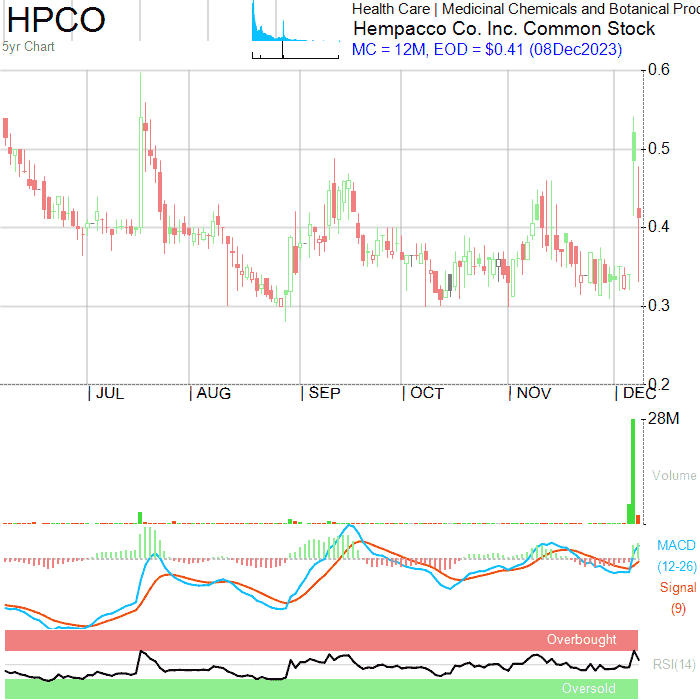 HPCO
Health Care | Medicinal Chemicals and Botanical Proc
Hempacco Co. Inc. Common Stock
5yr Chart
MC = 12M, EOD = $0.41 (08Dec2023)
0.6
0.5
0.4
0.3
0.2
| JUL | AUG | SEP | OCT | NOV | DEC
28M
Volume
MACD
(12-26)
Signal
(9)
Overbought
RSI(14)
Oversold